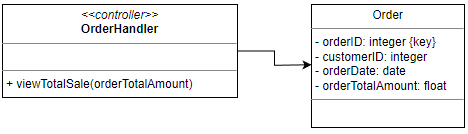 <<controller>>
OrderHandler
+ viewTotalSale(orderTotalAmount)
Order
- orderID: integer {key}
- customerID: integer
- orderDate: date
- orderTotalAmount: float